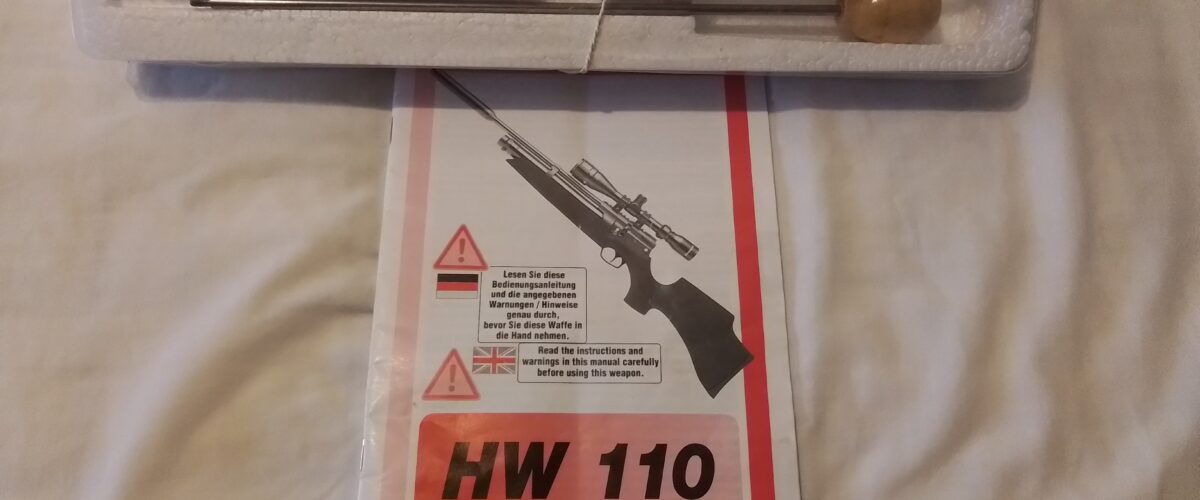 Lesen Sie diese
Bedienungsanleitung
und die angegebenen
Warnungen / Hinweise
genau durch,
bevor Sie diese Waffe in
die Hand nehmen.
Read the instructions and
warnings in this manual carefully
before using this weapon.
HW 110